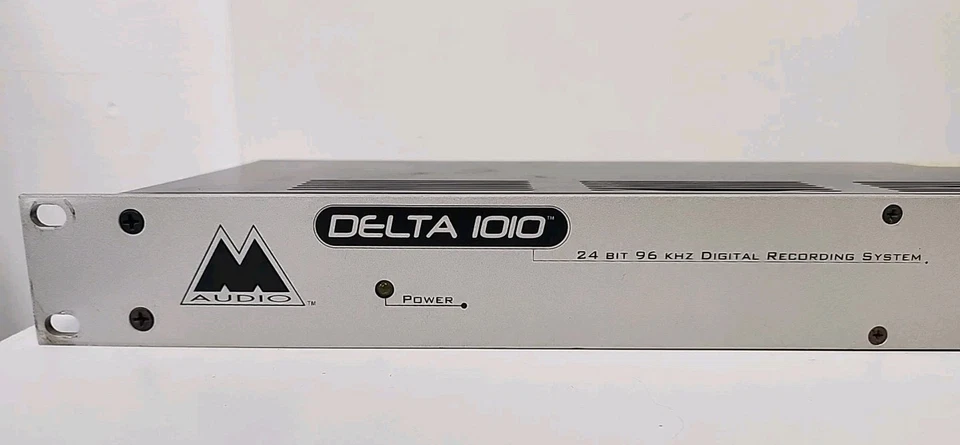 DELTA 1010™
24 BIT 96 KHZ DIGITAL RECORDING SYSTEM
M
AUDIO™
POWER